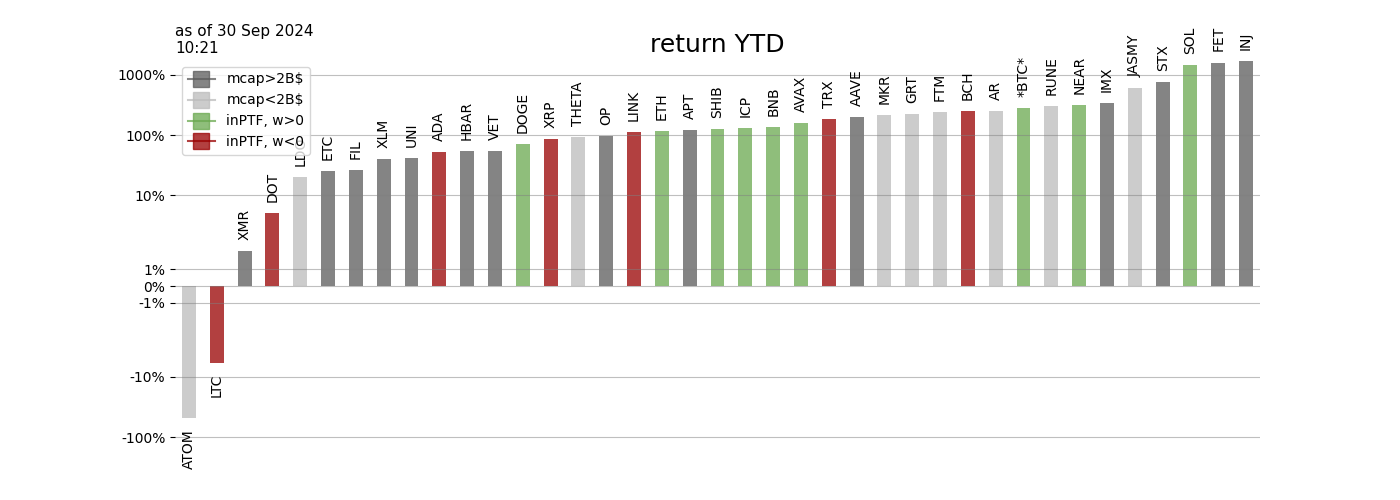 as of 30 Sep 2024
10:21
return YTD
mcap>2B$
mcap<2B$
inPTF, w>0
inPTF, w<0
1000%
100%
10%
1%
0%
-1%
-10%
-100%
ATOM
LTC
XMR
DOT
ETC
FIL
XLM
UNI
ADA
HBAR
VET
DOGE
XRP
THETA
OP
LINK
ETH
APT
SHIB
ICP
BNB
AVAX
TRX
AAVE
MKR
GRT
FTM
BCH
AR
*BTC*
RUNE
NEAR
IMX
JASMY
STX
SOL
FET
INJ